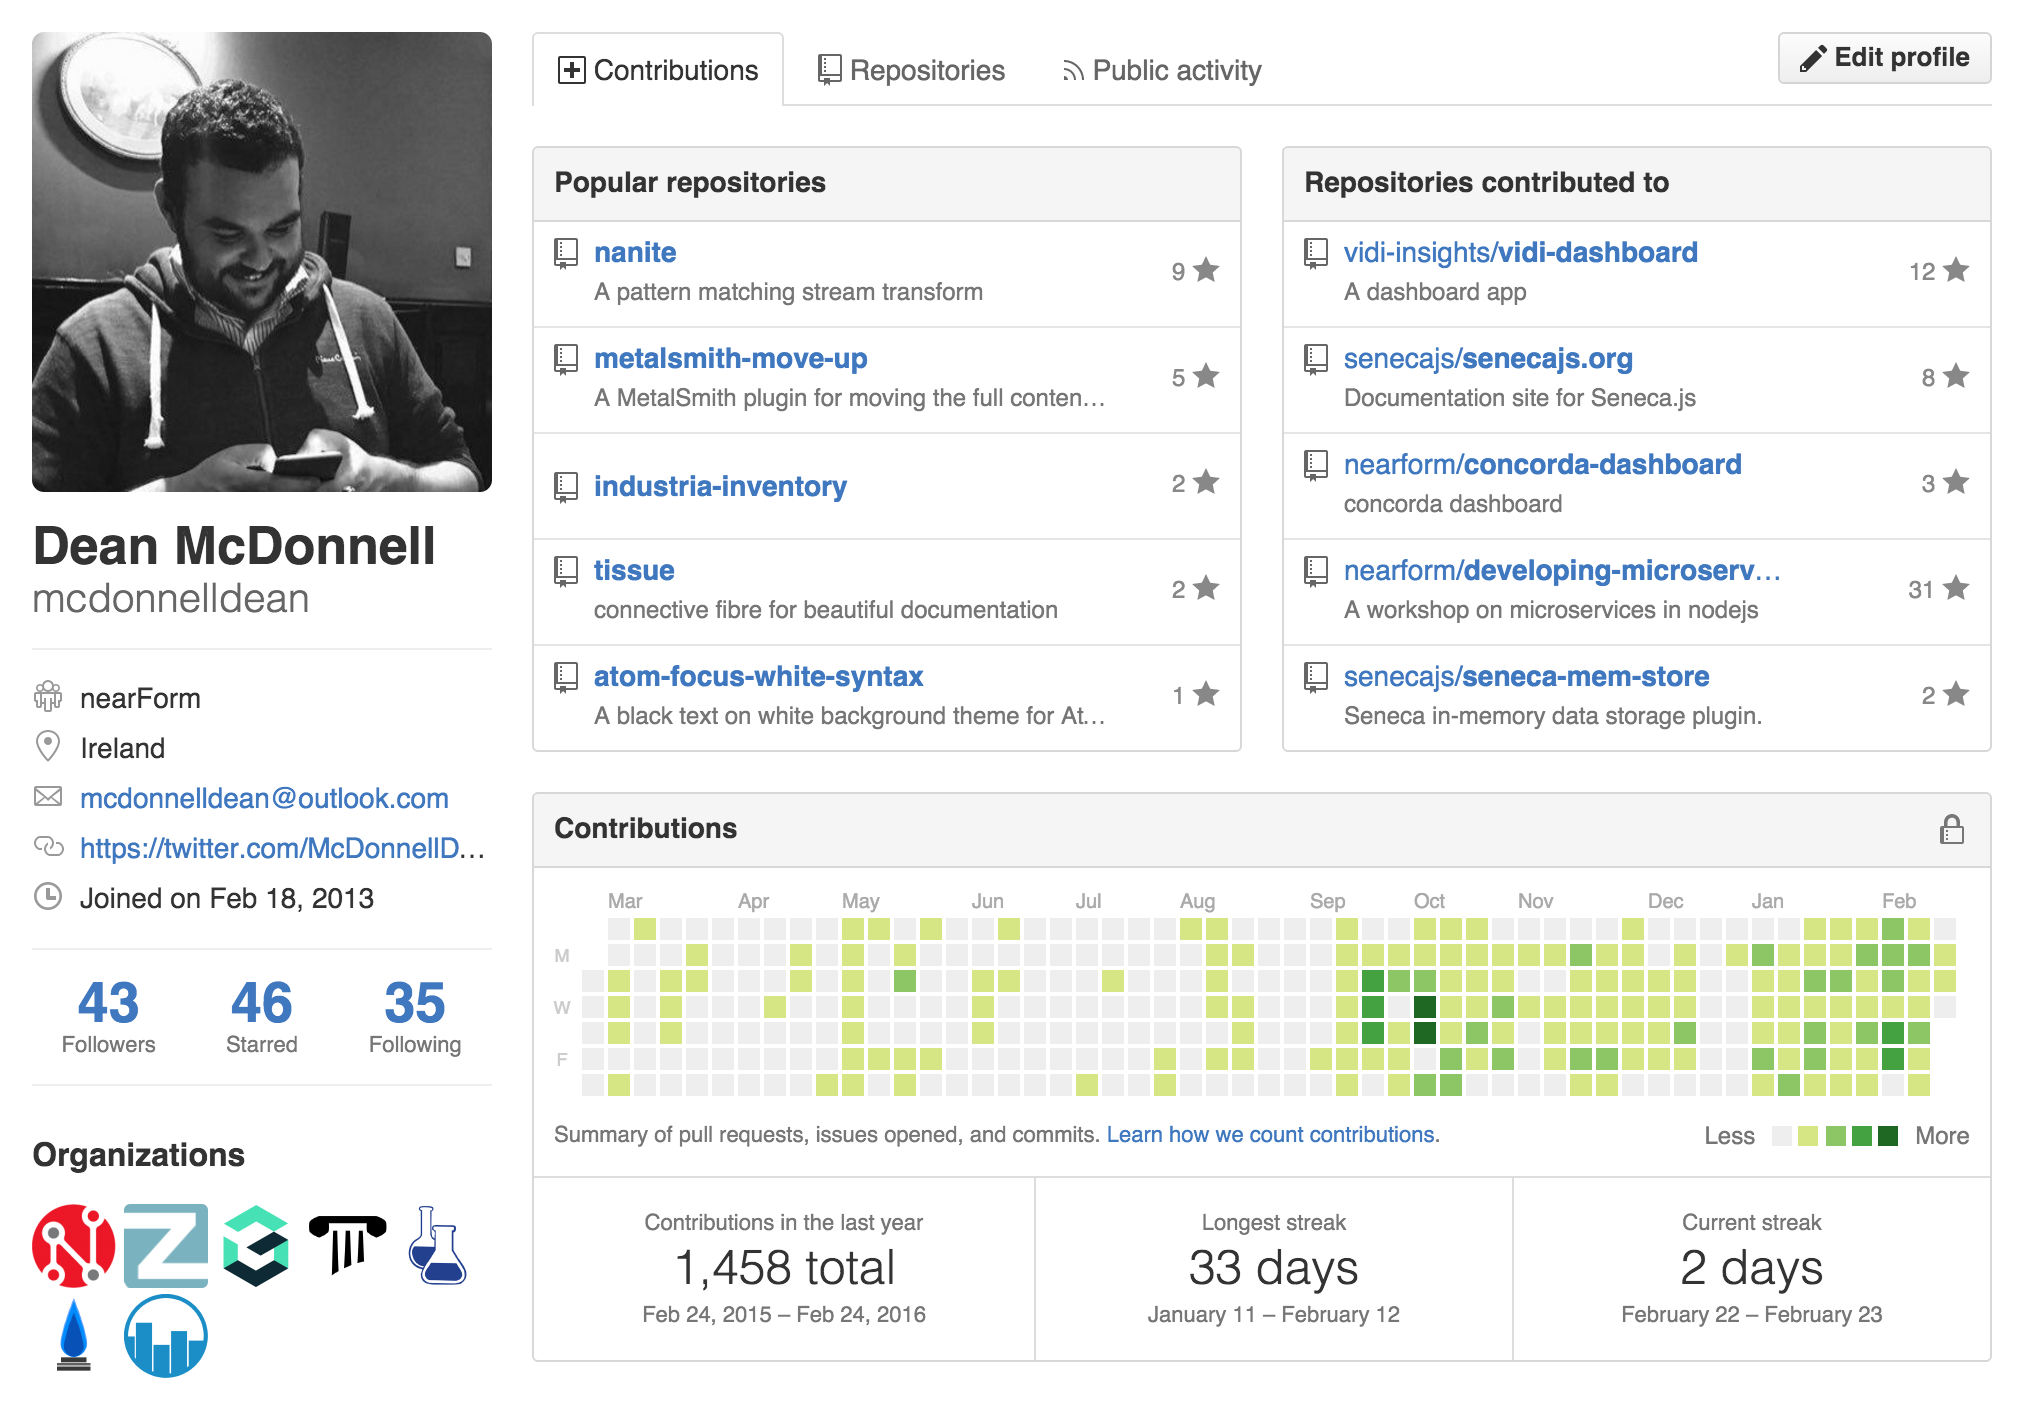 Contributions
Repositories
Public activity
Edit profile
Dean McDonnell
mcdonnelldean
nearForm
Ireland
mcdonnelldean@outlook.com
https://twitter.com/McDonnellD…
Joined on Feb 18, 2013
43 46 35
Followers Starred Following
Organizations
Popular repositories
nanite
A pattern matching stream transform
9
metalsmith-move-up
A MetalSmith plugin for moving the full conten…
5
industria-inventory
2
tissue
connective fibre for beautiful documentation
2
atom-focus-white-syntax
A black text on white background theme for At…
1
Repositories contributed to
vidi-insights/vidi-dashboard
A dashboard app
12
senecajs/senecajs.org
Documentation site for Seneca.js
8
nearform/concorda-dashboard
concorda dashboard
3
nearform/developing-microserv…
A workshop on microservices in nodejs
31
senecajs/seneca-mem-store
Seneca in-memory data storage plugin.
2
Contributions
Mar Apr May Jun Jul Aug Sep Oct Nov Dec Jan Feb
M
W
F
Summary of pull requests, issues opened, and commits. Learn how we count contributions.
Less More
Contributions in the last year
1,458 total
Feb 24, 2015 – Feb 24, 2016
Longest streak
33 days
January 11 – February 12
Current streak
2 days
February 22 – February 23